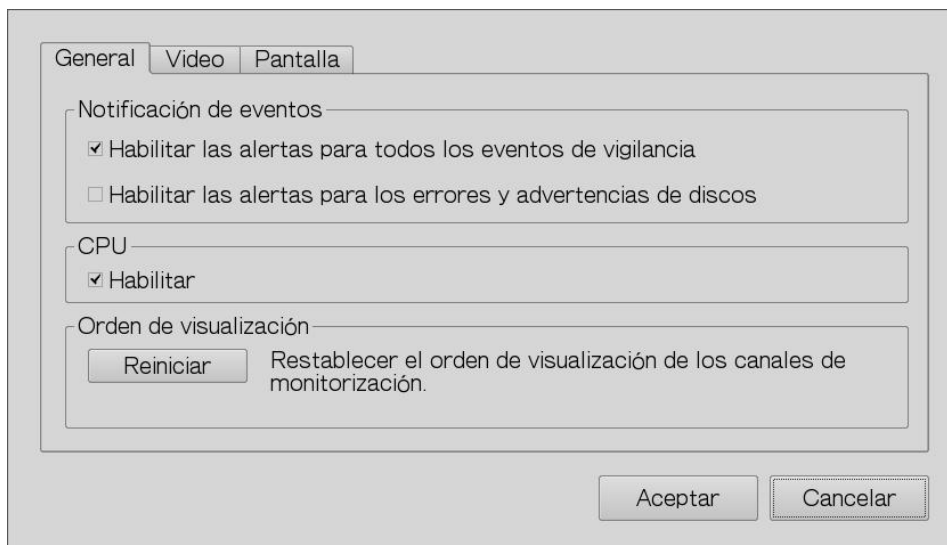 General
Video
Pantalla
Notificación de eventos
Habilitar las alertas para todos los eventos de vigilancia
Habilitar las alertas para los errores y advertencias de discos
CPU
Habilitar
Orden de visualización
Reiniciar
Restablecer el orden de visualización de los canales de
monitorización.
Aceptar
Cancelar